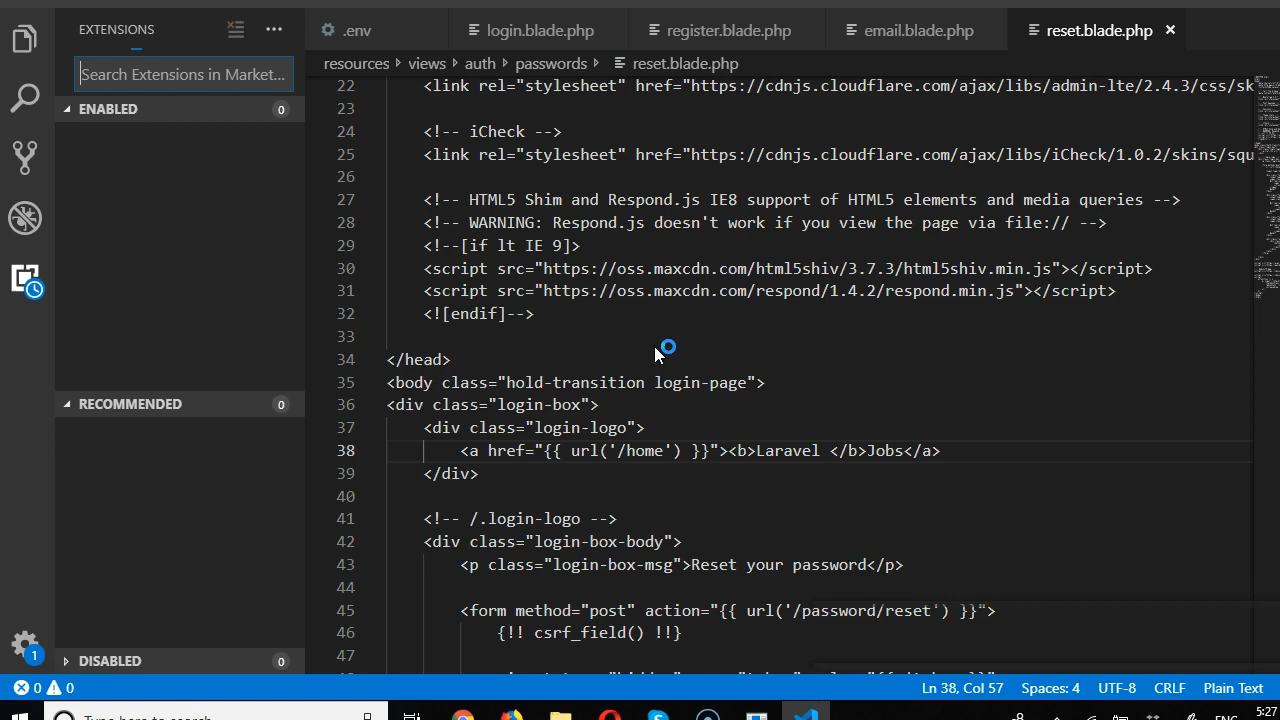 EXTENSIONS
.env
login.blade.php
register.blade.php
email.blade.php
reset.blade.php
Search Extensions in Market...
resources views auth passwords reset.blade.php
ENABLED 0
RECOMMENDED 0
DISABLED 0
22 <link rel="stylesheet" href="https://cdnjs.cloudflare.com/ajax/libs/admin-lte/2.4.3/css/sk
23
24 <!-- iCheck -->
25 <link rel="stylesheet" href="https://cdnjs.cloudflare.com/ajax/libs/iCheck/1.0.2/skins/squ
26
27 <!-- HTML5 Shim and Respond.js IE8 support of HTML5 elements and media queries -->
28 <!-- WARNING: Respond.js doesn't work if you view the page via file:// -->
29 <!--[if lt IE 9]>
30 <script src="https://oss.maxcdn.com/html5shiv/3.7.3/html5shiv.min.js"></script>
31 <script src="https://oss.maxcdn.com/respond/1.4.2/respond.min.js"></script>
32 <![endif]-->
33
34 </head>
35 <body class="hold-transition login-page">
36 <div class="login-box">
37 <div class="login-logo">
38 <a href="{{ url('/home') }}"><b>Laravel </b>Jobs</a>
39 </div>
40
41 <!-- /.login-logo -->
42 <div class="login-box-body">
43 <p class="login-box-msg">Reset your password</p>
44
45 <form method="post" action="{{ url('/password/reset') }}">
46 {!! csrf_field() !!}
47
1
0 0
Ln 38, Col 57
Spaces: 4
UTF-8
CRLF
Plain Text
Type here to search
ENG
5:27